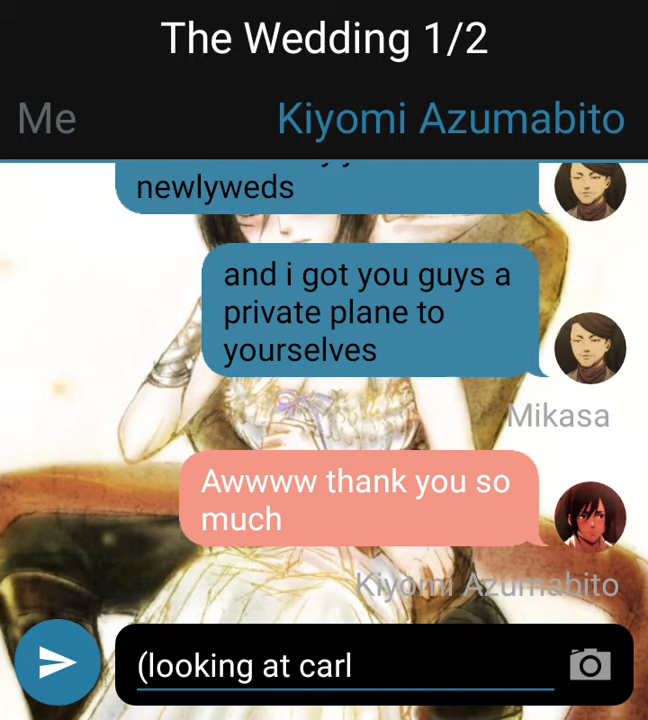 The Wedding 1/2
Me
Kiyomi Azumabito
newlyweds
and i got you guys a
private plane to
yourselves
Mikasa
Awwww thank you so
much
Kiyomi Azumabito
(looking at carl